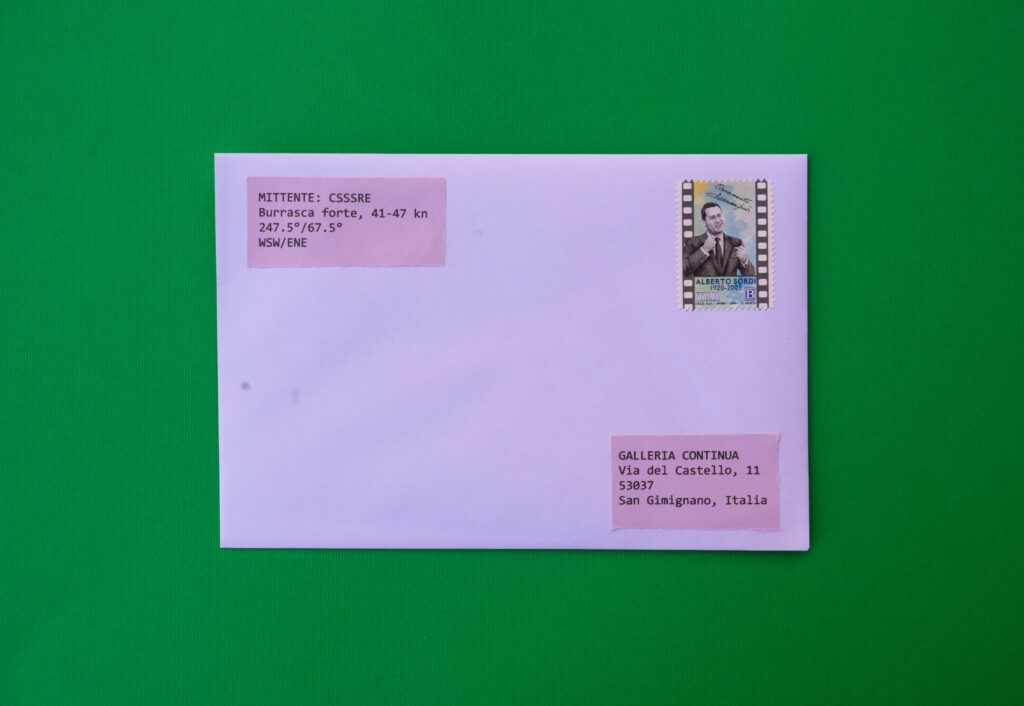 MITTENTE: CSSSRE
Burrasca forte, 41-47 kn
247.5°/67.5°
WSW/ENE
ALBERTO SORDI
1920-2003
ITALIA B
GALLERIA CONTINUA
Via del Castello, 11
53037
San Gimignano, Italia